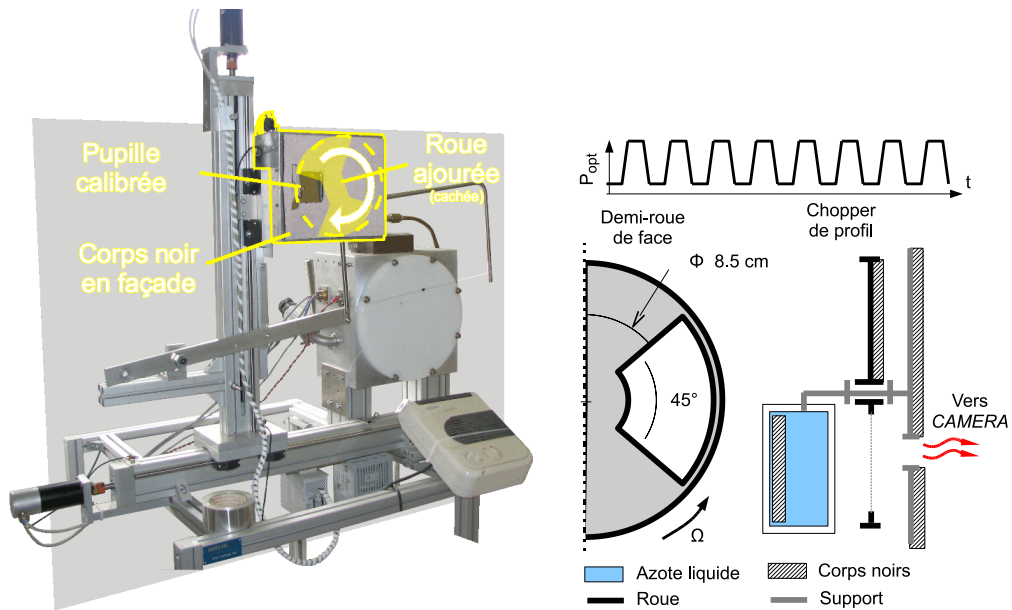 Pupille
calibrée
Roue
ajourée
(cachée)
Corps noir
en façade
P opt
t
Demi-roue
de face
Chopper
de profil
Φ 8.5 cm
45°
Ω
Vers
CAMERA
Azote liquide
Corps noirs
Roue
Support